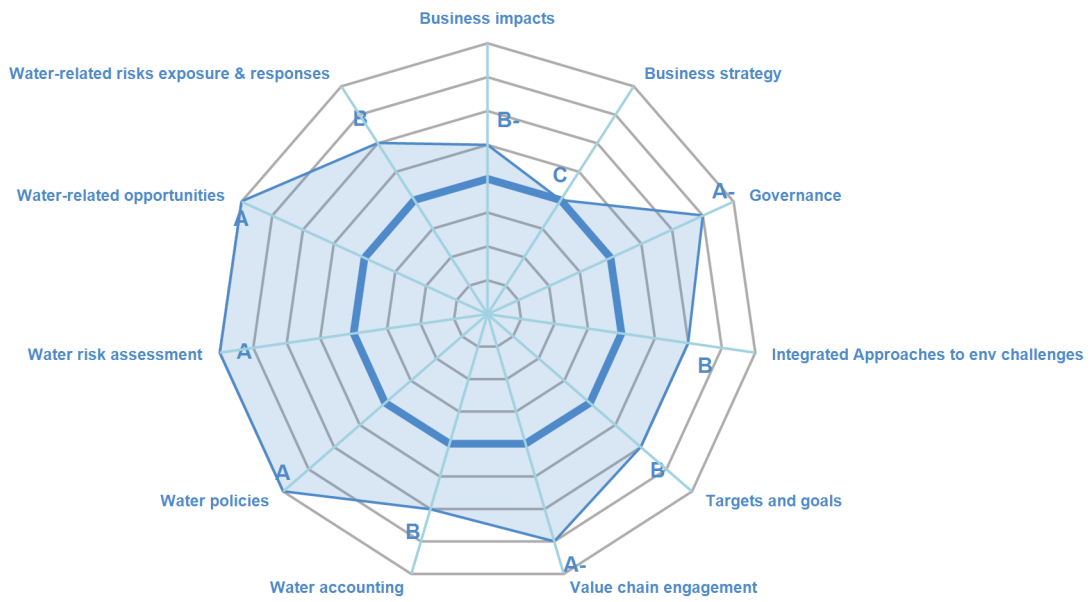 Business impacts
Water-related risks exposure & responses
Business strategy
B
B-
C
Water-related opportunities
A-
Governance
A
Water risk assessment
A
B
Integrated Approaches to env challenges
A
B
Water policies
Targets and goals
B
A-
Water accounting
Value chain engagement